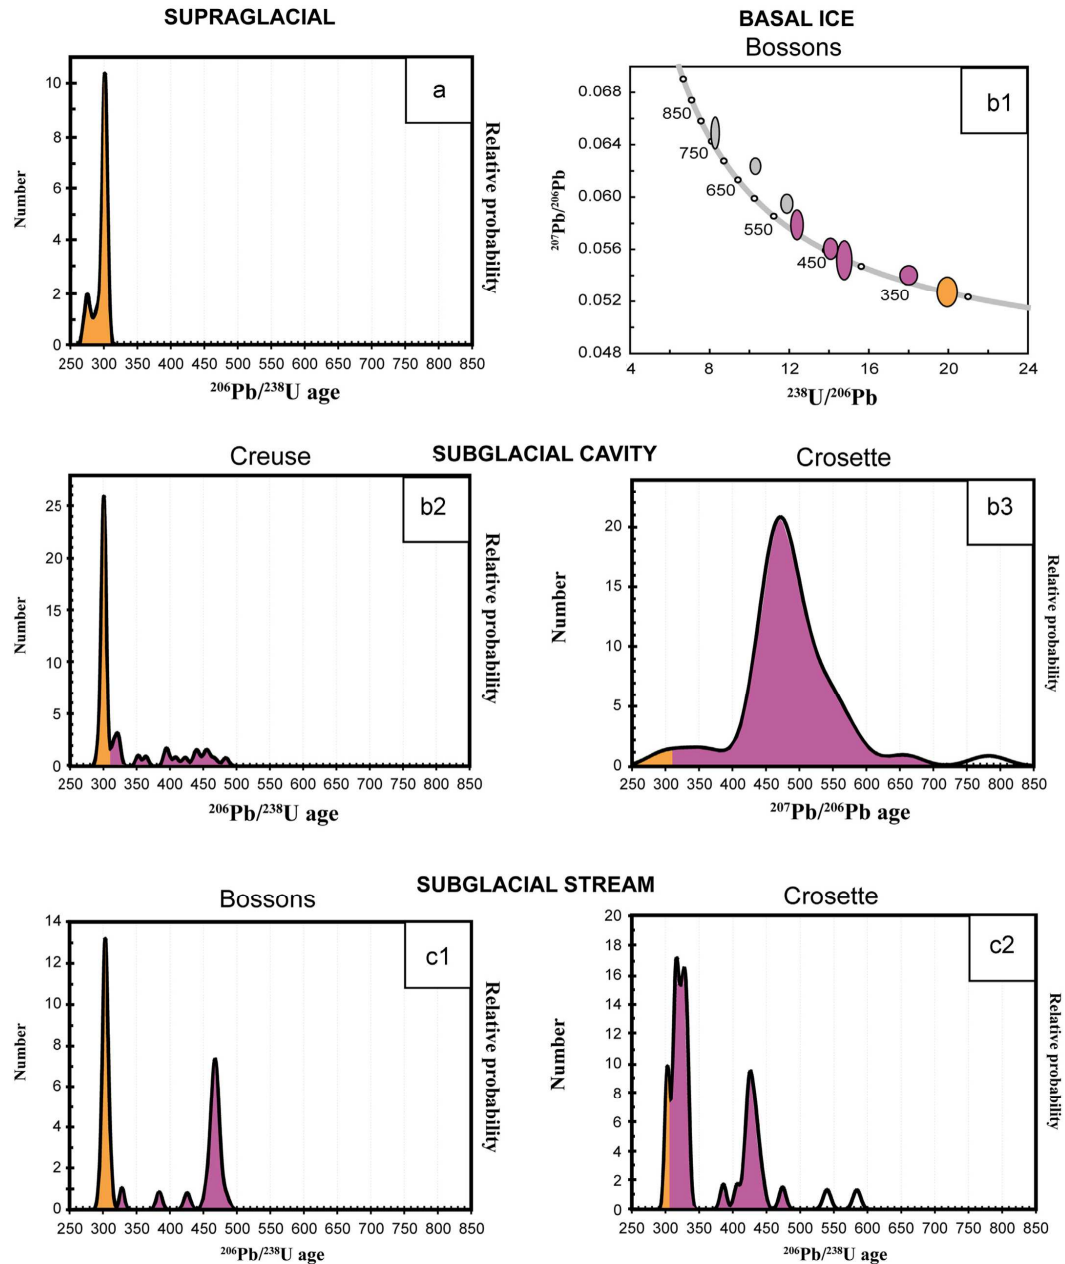 SUPRAGLACIAL
BASAL ICE
Bossons
a
Number
Relative probability
10
8
6
4
2
0
250 300 350 400 450 500 550 600 650 700 750 800 850
206Pb/238U age
b1
207Pb/206Pb
0.068
0.064
0.060
0.056
0.052
0.048
850
750
650
550
450
350
4 8 12 16 20 24
238U/206Pb
SUBGLACIAL CAVITY
Creuse
b2
Number
Relative probability
25
20
15
10
5
0
250 300 350 400 450 500 550 600 650 700 750 800 850
206Pb/238U age
Crosette
b3
Number
Relative probability
20
15
10
5
0
250 300 350 400 450 500 550 600 650 700 750 800 850
207Pb/206Pb age
SUBGLACIAL STREAM
Bossons
c1
Number
Relative probability
14
12
10
8
6
4
2
0
250 300 350 400 450 500 550 600 650 700 750 800 850
206Pb/238U age
Crosette
c2
Number
Relative probability
20
18
16
14
12
10
8
6
4
2
0
250 300 350 400 450 500 550 600 650 700 750 800 850
206Pb/238U age